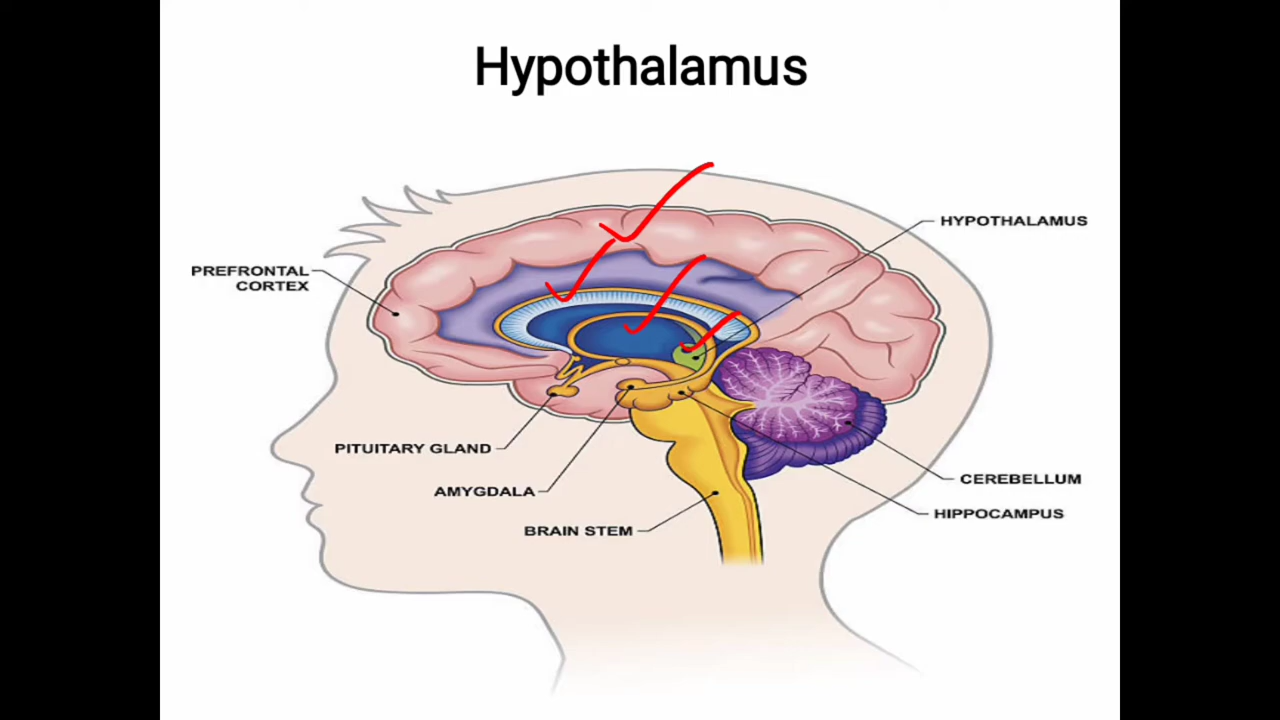 Hypothalamus
HYPOTHALAMUS
PREFRONTAL
CORTEX
PITUITARY GLAND
AMYGDALA
BRAIN STEM
CEREBELLUM
HIPPOCAMPUS